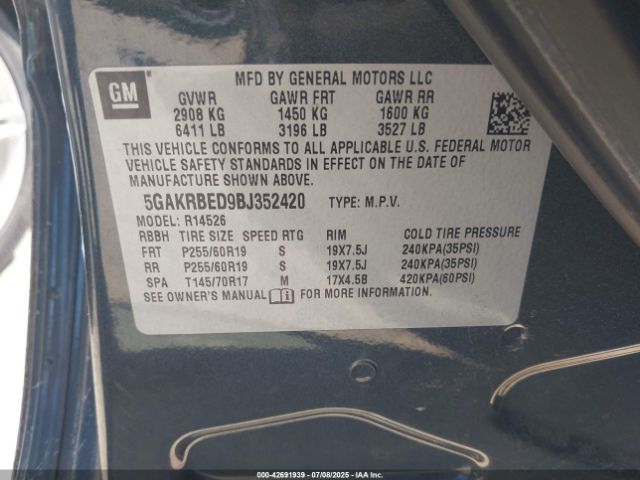 GM
MFD BY GENERAL MOTORS LLC
GVWR GAWR FRT GAWR RR
2908 KG 1450 KG 1600 KG
6411 LB 3196 LB 3527 LB
THIS VEHICLE CONFORMS TO ALL APPLICABLE U.S. FEDERAL MOTOR
VEHICLE SAFETY STANDARDS IN EFFECT ON THE DATE OF
MANUFACTURE SHOWN ABOVE.
5GAKRBED9BJ352420 TYPE: M.P.V.
MODEL: R14526
RBBH TIRE SIZE SPEED RTG RIM COLD TIRE PRESSURE
FRT P255/60R19 S 19X7.5J 240KPA(35PSI)
RR P255/60R19 S 19X7.5J 240KPA(35PSI)
SPA T145/70R17 M 17X4.5B 420KPA(60PSI)
SEE OWNER'S MANUAL FOR MORE INFORMATION.
000-42691939 07/08/2025 IAAI.COM